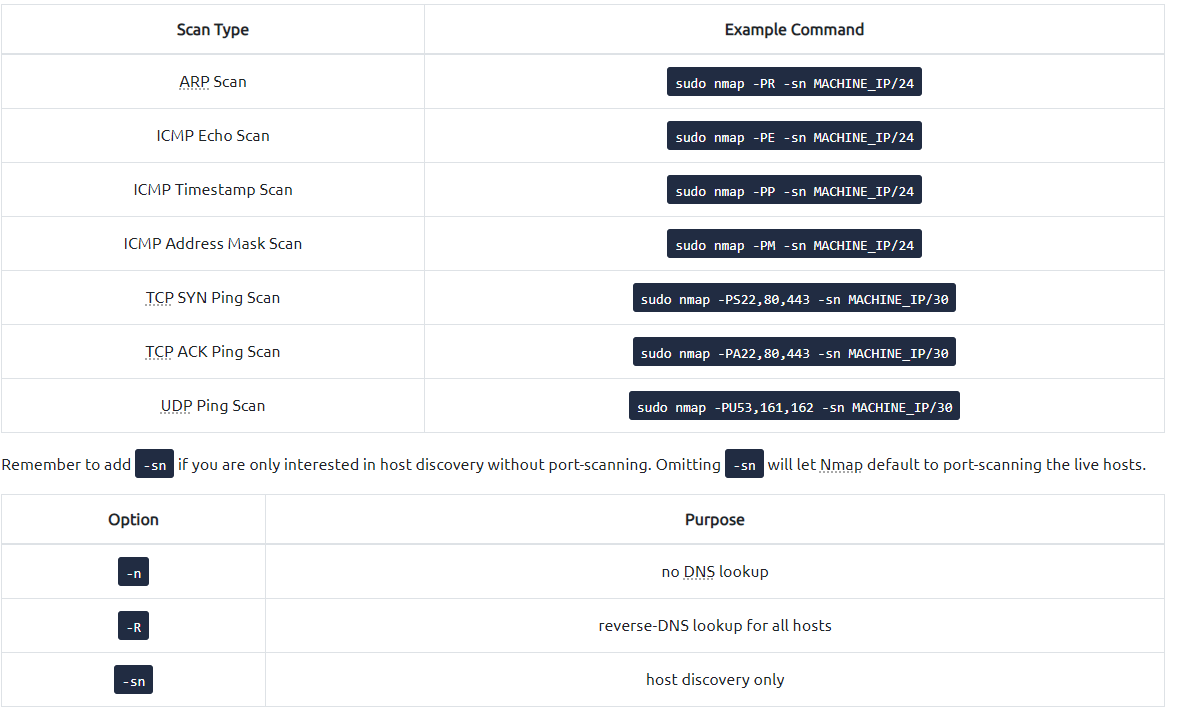 Scan Type Example Command
ARP Scan sudo nmap -PR -sn MACHINE_IP/24
ICMP Echo Scan sudo nmap -PE -sn MACHINE_IP/24
ICMP Timestamp Scan sudo nmap -PP -sn MACHINE_IP/24
ICMP Address Mask Scan sudo nmap -PM -sn MACHINE_IP/24
TCP SYN Ping Scan sudo nmap -PS22,80,443 -sn MACHINE_IP/30
TCP ACK Ping Scan sudo nmap -PA22,80,443 -sn MACHINE_IP/30
UDP Ping Scan sudo nmap -PU53,161,162 -sn MACHINE_IP/30
Remember to add -sn if you are only interested in host discovery without port-scanning. Omitting -sn will let Nmap default to port-scanning the live hosts.
Option Purpose
-n no DNS lookup
-R reverse-DNS lookup for all hosts
-sn host discovery only